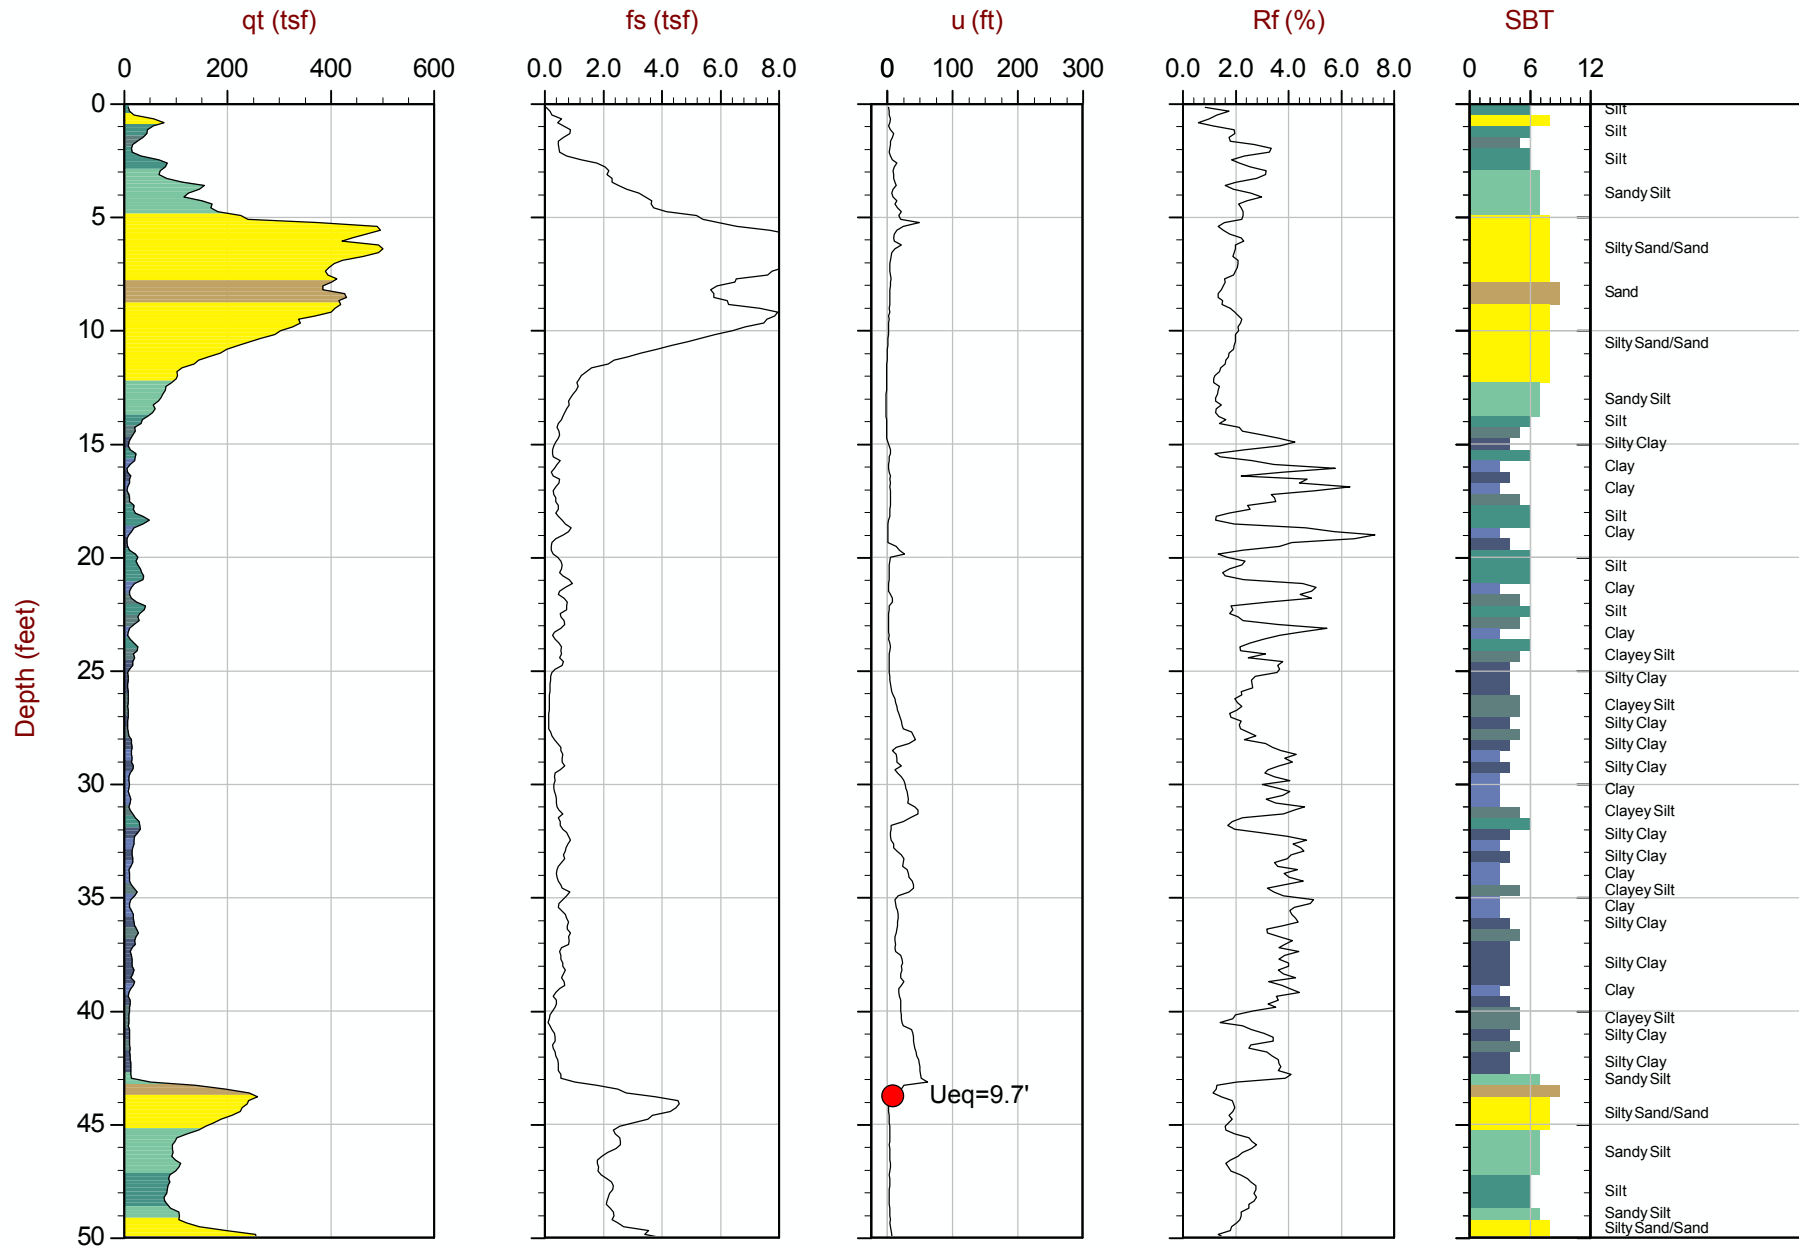 qt (tsf) fs (tsf) u (ft) Rf (%) SBT
0 200 400 600 0.0 2.0 4.0 6.0 8.0 0 100 200 300 0.0 2.0 4.0 6.0 8.0 0 6 12
0
Silt
Silt
Silt
Sandy Silt
5
Silty Sand/Sand
Sand
10
Silty Sand/Sand
Sandy Silt
Silt
15 Silty Clay
Clay
Clay
Silt
Clay
20
Silt
Clay
Silt
Clay
Clayey Silt
25
Silty Clay
Clayey Silt
Silty Clay
Silty Clay
Silty Clay
30
Clay
Clayey Silt
Silty Clay
Silty Clay
Clay
Clayey Silt
35
Clay
Silty Clay
Silty Clay
Clay
40
Clayey Silt
Silty Clay
Silty Clay
Sandy Silt
Ueq=9.7'
Silty Sand/Sand
45
Sandy Silt
Silt
Sandy Silt
Silty Sand/Sand
50
Depth (feet)